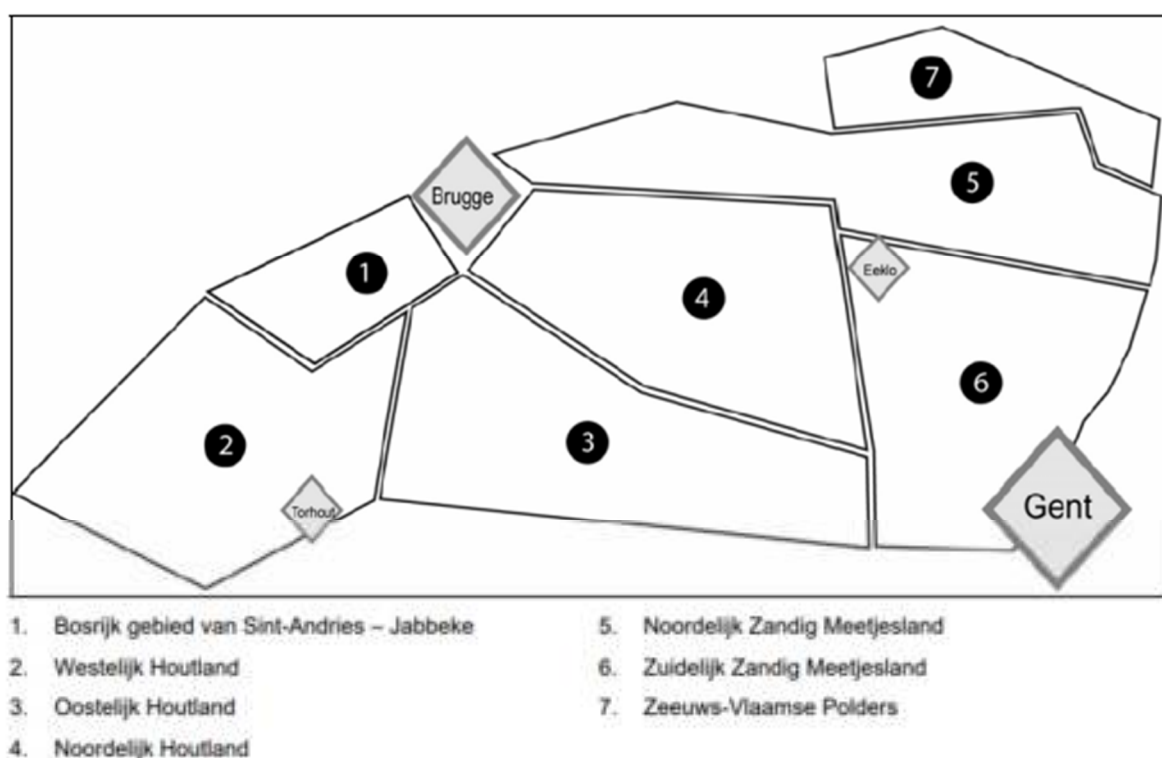 7
5
Brugge
1
Eeklo
4
6
2
3
Torhout
Gent
1. Bosrijk gebied van Sint-Andries – Jabbeke
2. Westelijk Houtland
3. Oostelijk Houtland
4. Noordelijk Houtland
5. Noordelijk Zandig Meetjesland
6. Zuidelijk Zandig Meetjesland
7. Zeeuws-Vlaamse Polders